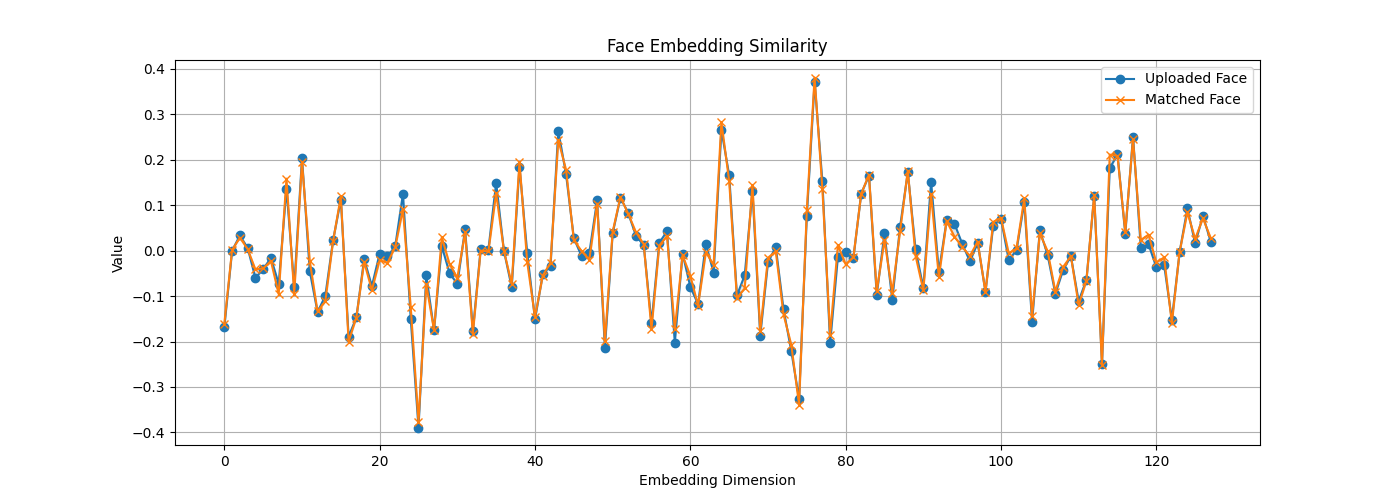 Face Embedding Similarity
Uploaded Face
Matched Face
Value
0.4
0.3
0.2
0.1
0.0
−0.1
−0.2
−0.3
−0.4
0 20 40 60 80 100 120
Embedding Dimension